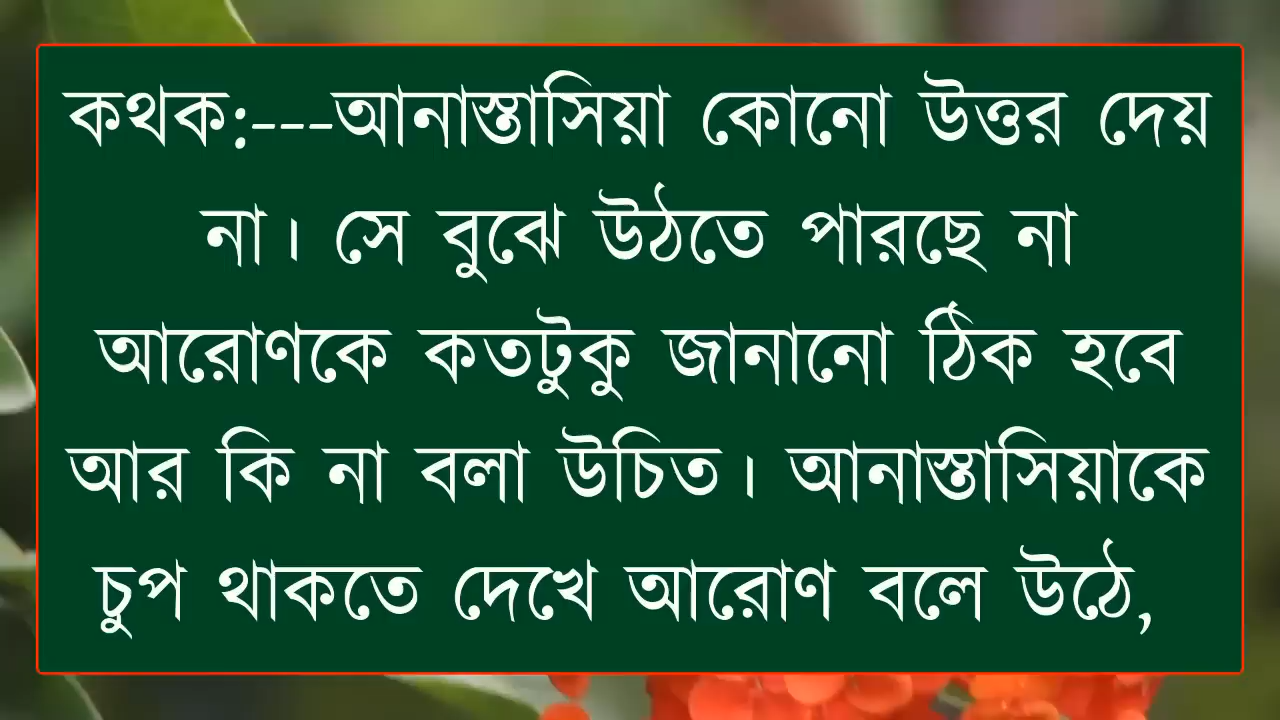 কথক:---আনাস্তাসিয়া কোনো উত্তর দেয়
না। সে বুঝে উঠতে পারছে না
আরোণকে কতটুকু জানানো ঠিক হবে
আর কি না বলা উচিত। আনাস্তাসিয়াকে
চুপ থাকতে দেখে আরোণ বলে উঠে,